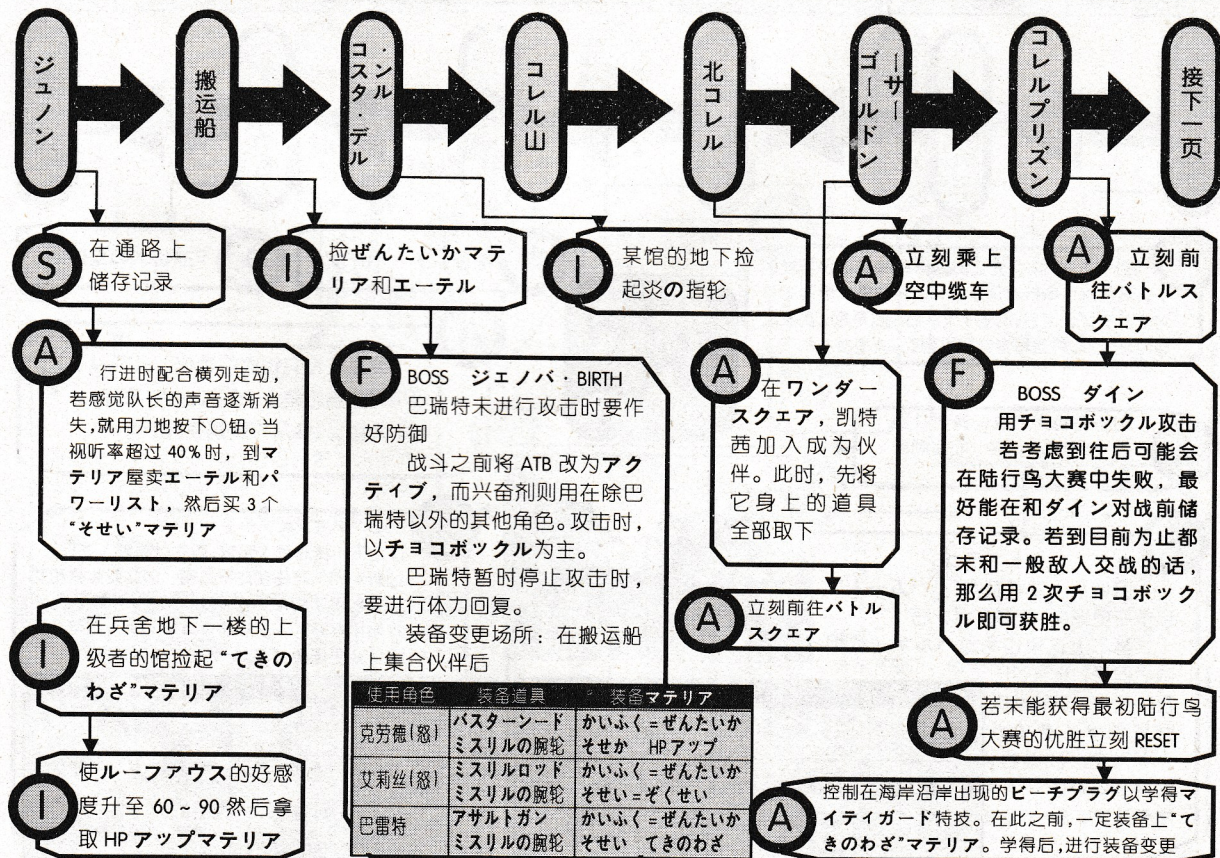 ジュノン
搬运船
コスタ・デル
・ンル
コレル山
北コレル
ゴールドン
ーサー
コレルプリズン
接下一页
S
在通路上
储存记录
A
行进时配合横列走动,
若感觉队长的声音逐渐消
失,就用力地按下○钮。当
视听率超过 40%时，到マ
テリア屋卖エーテル和パ
ワーリスト，然后买 3 个
“そせい”マテリア
I
在兵舍地下一楼的上
级者的馆捡起“てきの
わざ”マテリア
I
使ルーファウス的好感
度升至 60 ~ 90 然后拿
取 HP アップマテリア
I
捡ぜんたいかマテ
リア和エーテル
F
BOSS ジエノバ · BIRTH
巴瑞特未进行攻击时要作
好防御
战斗之前将 ATB 改为アク
ティブ，而兴奋剂则用在除巴
瑞特以外的其他角色。攻击时，
以チョコボックル为主。
巴瑞特暂时停止攻击时，
要进行体力回复。
装备变更场所：在搬运船
上集合伙伴后
使用角色 装备道具 装备マテリア
克劳德(怒) バスターンード かいふく=ぜんたいか
ミスリルの腕轮 そせか HPアップ
艾莉丝(怒) ミスリルロッド かいふく=ぜんたいか
ミスリルの腕轮 そせい=ぞくせい
巴雷特 アサルトガン かいふく=ぜんたいか
ミスリルの腕轮 そせい てきのわざ
I
某馆的地下捡
起炎の指轮
A
立刻乘上
空中缆车
A
在ワンダー
スクエア，凯特
茜加入成为伙
伴。此时，先将
它身上的道具
全部取下
A
立刻前往バトル
スクエア
A
立刻前
往バトルス
クエア
F
BOSS ダイン
用チョコボックル攻击
若考虑到往后可能会
在陆行鸟大赛中失败，最
好能在和ダイン对战前储
存记录。若到目前为止都
未和一般敌人交战的话，
那么用 2 次チョコボック
ル即可获胜。
A
若未能获得最初陆行鸟
大赛的优胜立刻 RESET
A
控制在海岸沿岸出现的ビーチプラグ以学得マ
イティガード特技。在此之前,一定装备上“て
きのわざ”マテリア。学得后,进行装备变更